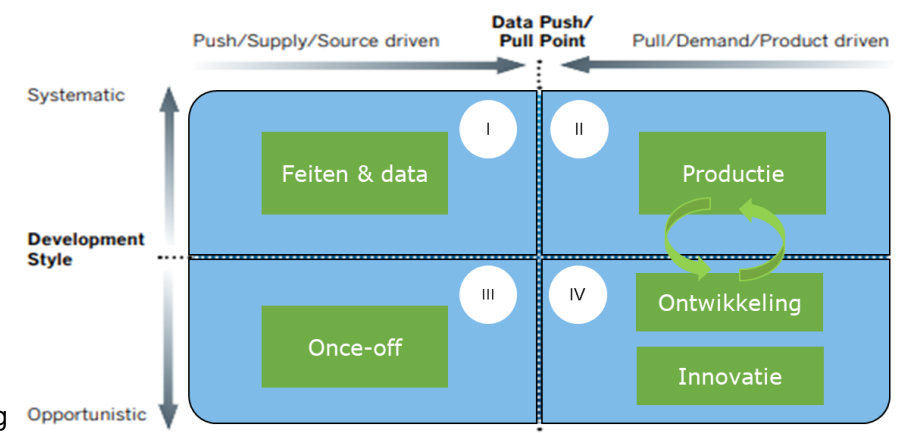 Data Push/
Pull Point
Push/Supply/Source driven
Pull/Demand/Product driven
Systematic
I
II
Feiten & data
Productie
Development
Style
III
IV
Ontwikkeling
Once-off
Innovatie
Opportunistic
g